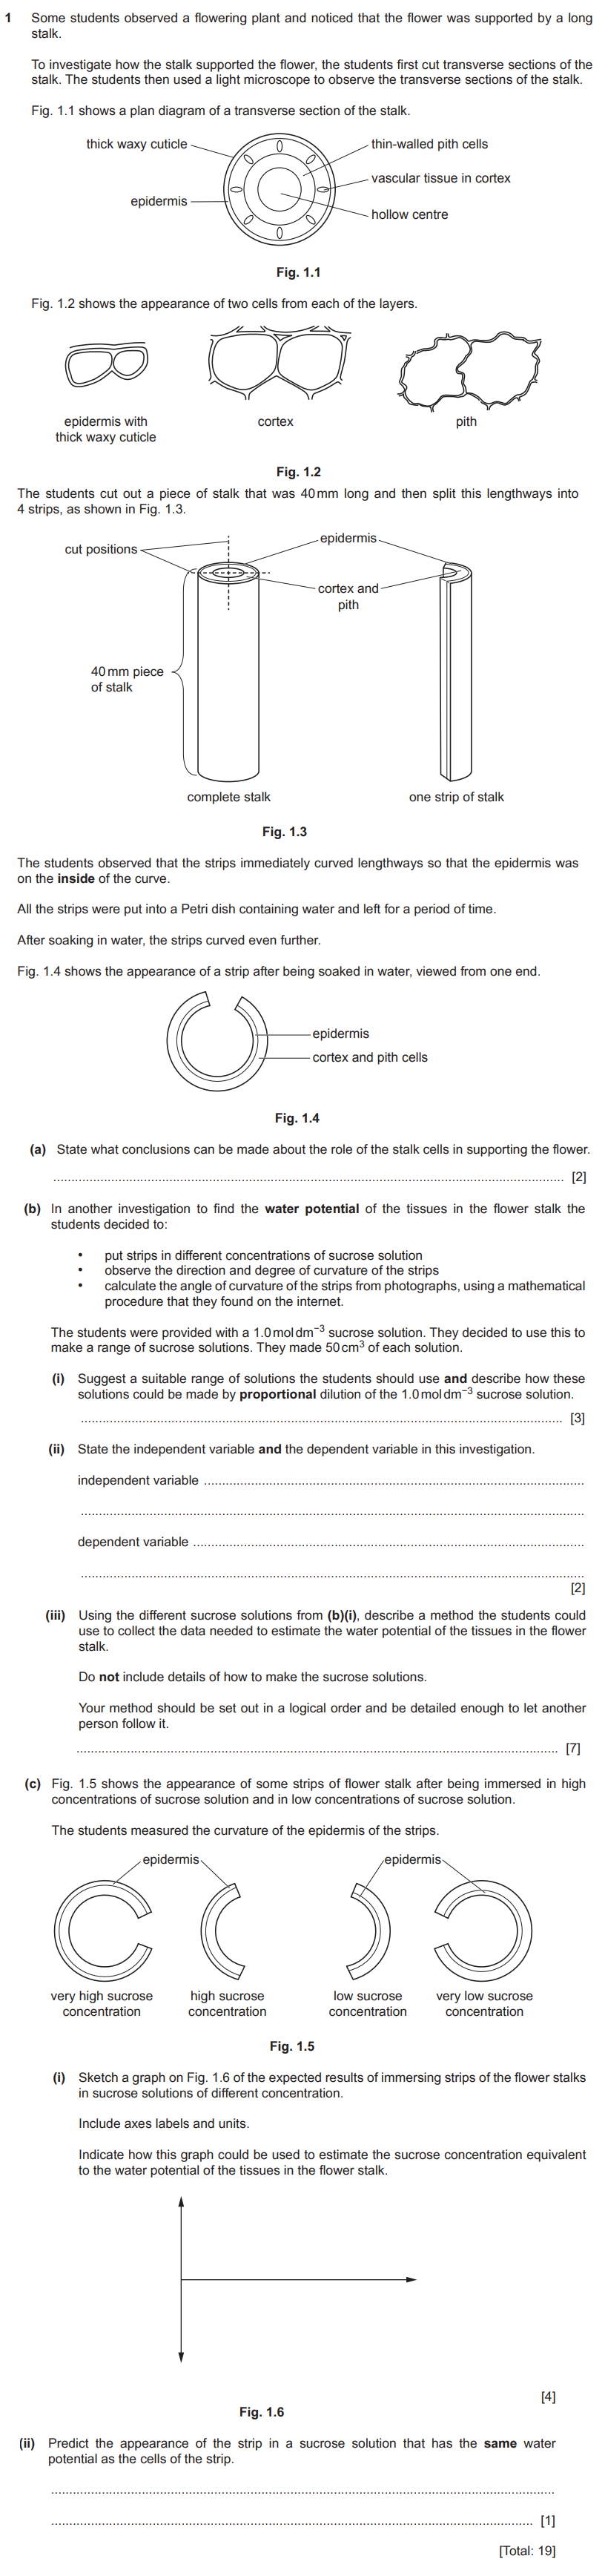 1 Some students observed a flowering plant and noticed that the flower was supported by a long
stalk.
To investigate how the stalk supported the flower, the students first cut transverse sections of the
stalk. The students then used a light microscope to observe the transverse sections of the stalk.
Fig. 1.1 shows a plan diagram of a transverse section of the stalk.
thick waxy cuticle
thin-walled pith cells
vascular tissue in cortex
epidermis
hollow centre
Fig. 1.1
Fig. 1.2 shows the appearance of two cells from each of the layers.
epidermis with
thick waxy cuticle
cortex
pith
Fig. 1.2
The students cut out a piece of stalk that was 40 mm long and then split this lengthways into
4 strips, as shown in Fig. 1.3.
cut positions
epidermis
cortex and
pith
40 mm piece
of stalk
complete stalk
one strip of stalk
Fig. 1.3
The students observed that the strips immediately curved lengthways so that the epidermis was
on the inside of the curve.
All the strips were put into a Petri dish containing water and left for a period of time.
After soaking in water, the strips curved even further.
Fig. 1.4 shows the appearance of a strip after being soaked in water, viewed from one end.
epidermis
cortex and pith cells
Fig. 1.4
(a) State what conclusions can be made about the role of the stalk cells in supporting the flower.
[2]
(b) In another investigation to find the water potential of the tissues in the flower stalk the
students decided to:
• put strips in different concentrations of sucrose solution
• observe the direction and degree of curvature of the strips
• calculate the angle of curvature of the strips from photographs, using a mathematical
procedure that they found on the internet.
The students were provided with a 1.0 mol dm⁻³ sucrose solution. They decided to use this to
make a range of sucrose solutions. They made 50 cm³ of each solution.
(i) Suggest a suitable range of solutions the students should use and describe how these
solutions could be made by proportional dilution of the 1.0 mol dm⁻³ sucrose solution.
[3]
(ii) State the independent variable and the dependent variable in this investigation.
independent variable
dependent variable
[2]
(iii) Using the different sucrose solutions from (b)(i), describe a method the students could
use to collect the data needed to estimate the water potential of the tissues in the flower
stalk.
Do not include details of how to make the sucrose solutions.
Your method should be set out in a logical order and be detailed enough to let another
person follow it.
[7]
(c) Fig. 1.5 shows the appearance of some strips of flower stalk after being immersed in high
concentrations of sucrose solution and in low concentrations of sucrose solution.
The students measured the curvature of the epidermis of the strips.
epidermis
epidermis
very high sucrose
concentration
high sucrose
concentration
low sucrose
concentration
very low sucrose
concentration
Fig. 1.5
(i) Sketch a graph on Fig. 1.6 of the expected results of immersing strips of the flower stalks
in sucrose solutions of different concentration.
Include axes labels and units.
Indicate how this graph could be used to estimate the sucrose concentration equivalent
to the water potential of the tissues in the flower stalk.
[4]
Fig. 1.6
(ii) Predict the appearance of the strip in a sucrose solution that has the same water
potential as the cells of the strip.
[1]
[Total: 19]